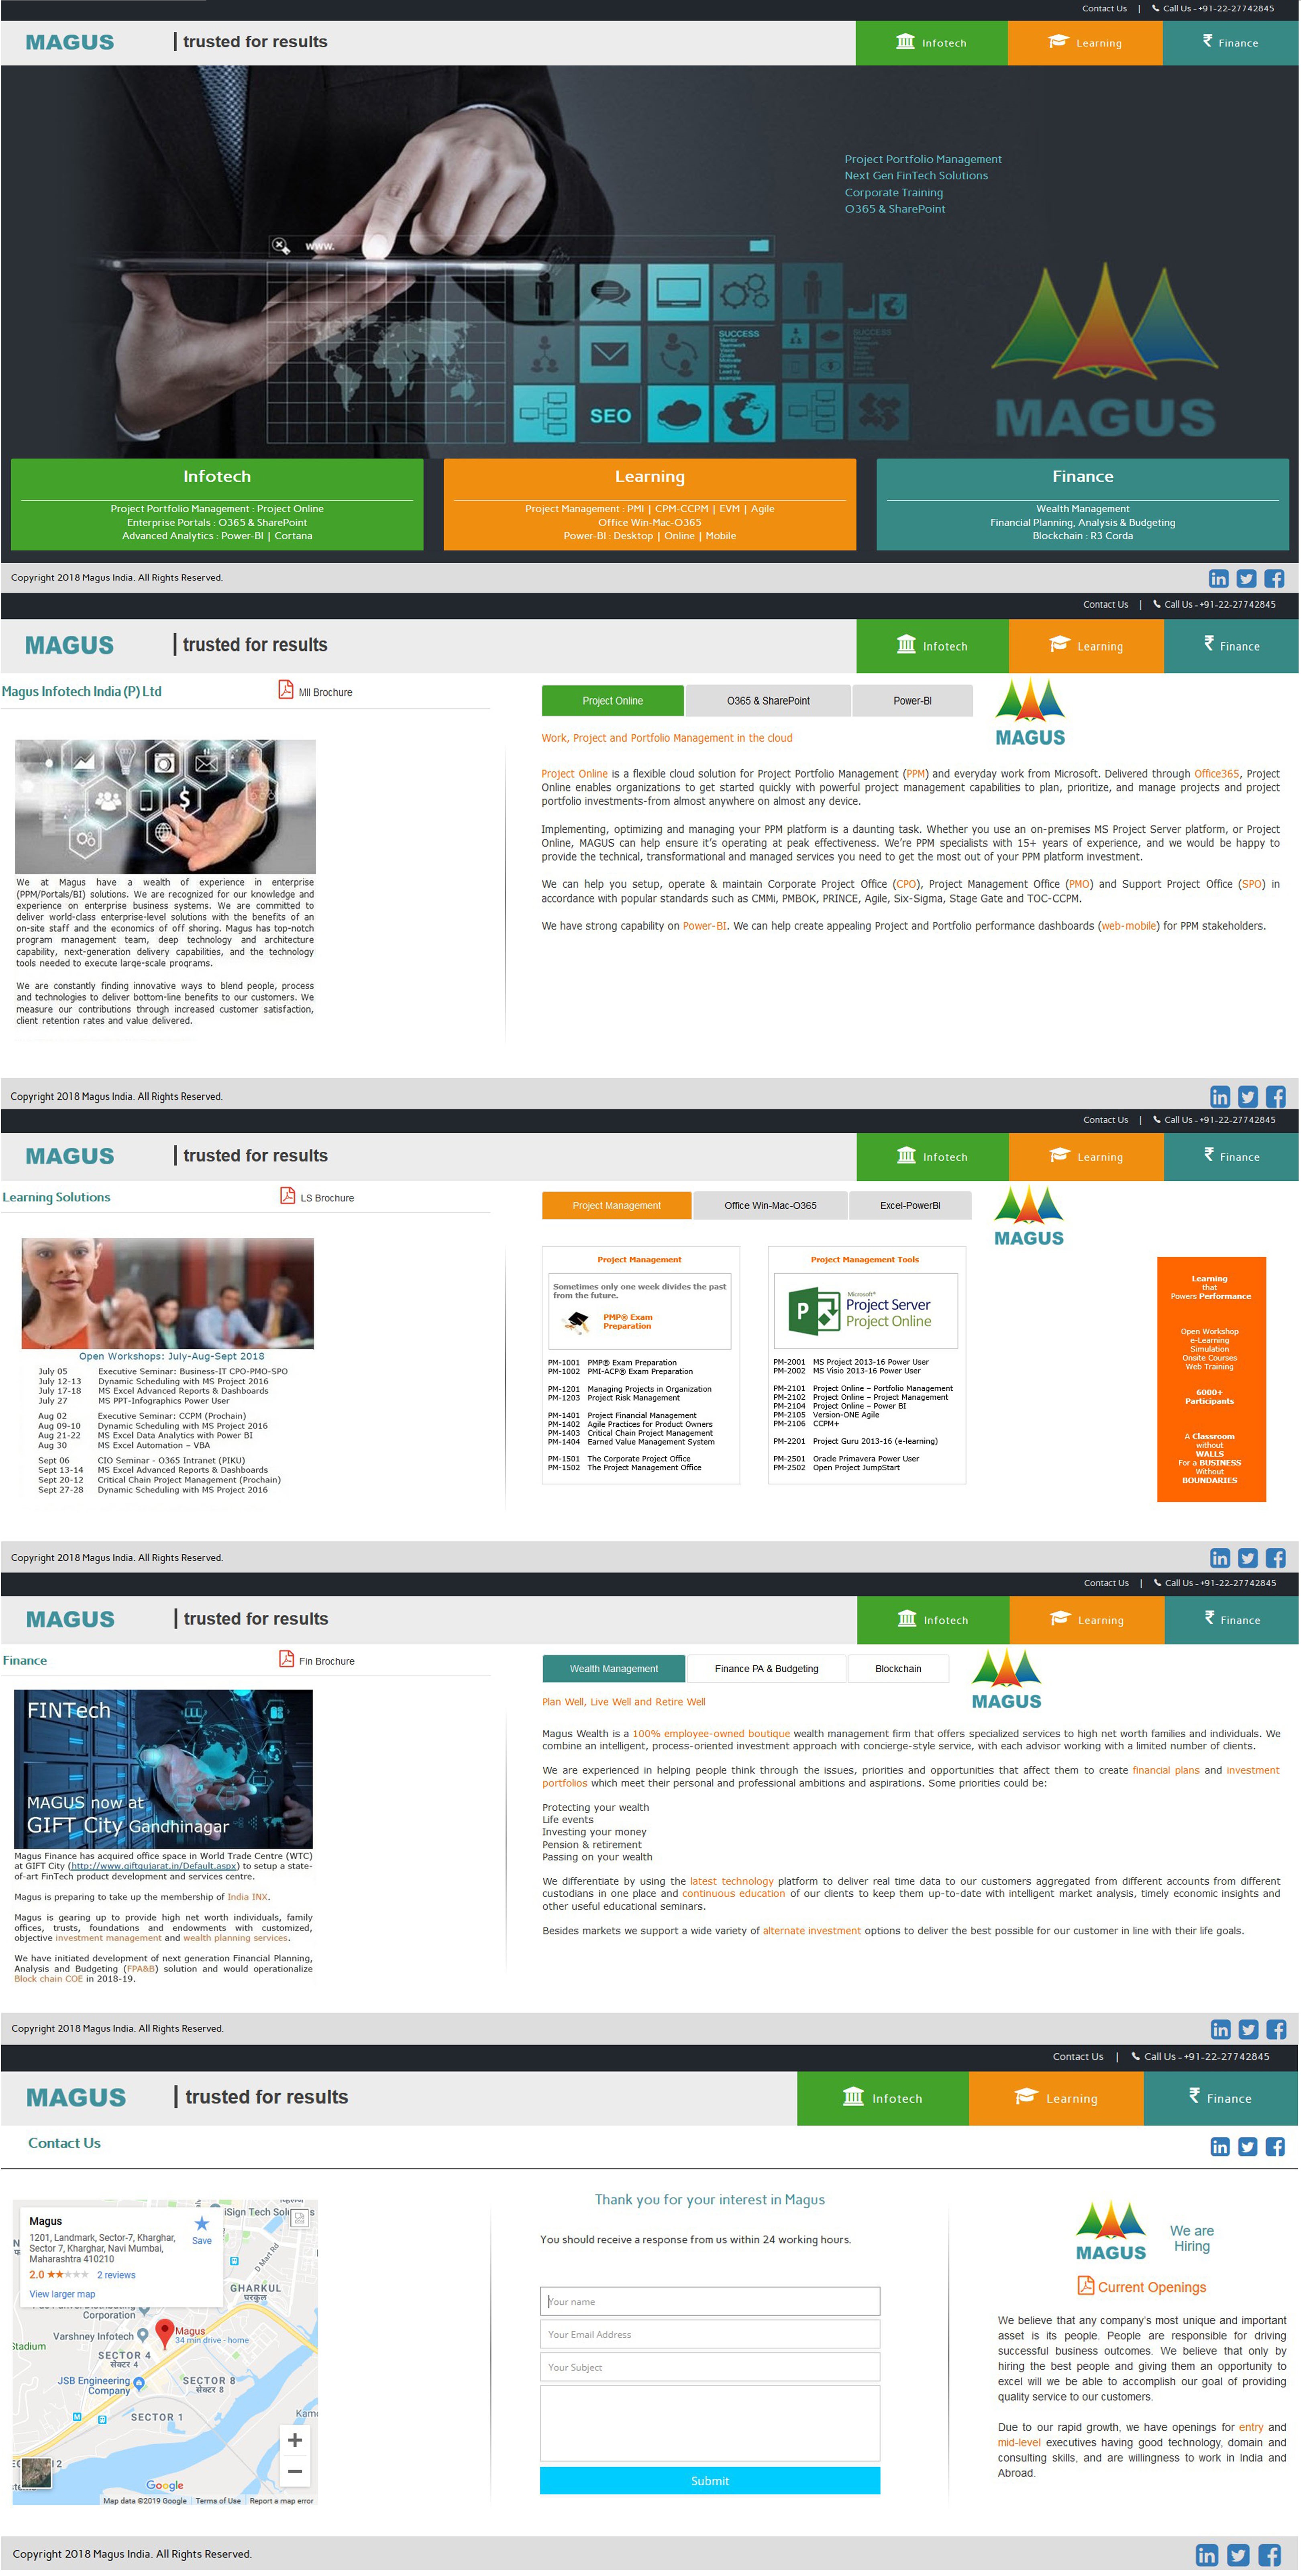 Contact Us | Call Us - +91-22-27742845
MAGUS | trusted for results
Infotech
Learning
₹ Finance
Project Portfolio Management
Next Gen FinTech Solutions
Corporate Training
O365 & SharePoint
www.
SUCCESS
SEO
MAGUS
Infotech
Project Portfolio Management : Project Online
Enterprise Portals : O365 & SharePoint
Advanced Analytics : Power-BI | Cortana
Learning
Project Management : PMI | CPM-CCPM | EVM | Agile
Office Win-Mac-O365
Power-BI : Desktop | Online | Mobile
Finance
Wealth Management
Financial Planning, Analysis & Budgeting
Blockchain : R3 Corda
Copyright 2018 Magus India. All Rights Reserved.
Contact Us | Call Us - +91-22-27742845
MAGUS | trusted for results
Infotech
Learning
₹ Finance
Magus Infotech India (P) Ltd
MII Brochure
We at Magus have a wealth of experience in enterprise
(PPM/Portals/BI) solutions. We are recognized for our knowledge and
experience on enterprise business systems. We are committed to
deliver world-class enterprise-level solutions with the benefits of an
on-site staff and the economics of off shoring. Magus has top-notch
program management team, deep technology and architecture
capability, next-generation delivery capabilities, and the technology
tools needed to execute large-scale programs.
We are constantly finding innovative ways to blend people, process
and technologies to deliver bottom-line benefits to our customers. We
measure our contributions through increased customer satisfaction,
client retention rates and value delivered.
Project Online
O365 & SharePoint
Power-BI
MAGUS
Work, Project and Portfolio Management in the cloud
Project Online is a flexible cloud solution for Project Portfolio Management (PPM) and everyday work from Microsoft. Delivered through Office365, Project
Online enables organizations to get started quickly with powerful project management capabilities to plan, prioritize, and manage projects and project
portfolio investments-from almost anywhere on almost any device.
Implementing, optimizing and managing your PPM platform is a daunting task. Whether you use an on-premises MS Project Server platform, or Project
Online, MAGUS can help ensure it's operating at peak effectiveness. We're PPM specialists with 15+ years of experience, and we would be happy to
provide the technical, transformational and managed services you need to get the most out of your PPM platform investment.
We can help you setup, operate & maintain Corporate Project Office (CPO), Project Management Office (PMO) and Support Project Office (SPO) in
accordance with popular standards such as CMMi, PMBOK, PRINCE, Agile, Six-Sigma, Stage Gate and TOC-CCPM.
We have strong capability on Power-BI. We can help create appealing Project and Portfolio performance dashboards (web-mobile) for PPM stakeholders.
Copyright 2018 Magus India. All Rights Reserved.
Contact Us | Call Us - +91-22-27742845
MAGUS | trusted for results
Infotech
Learning
₹ Finance
Learning Solutions
LS Brochure
Open Workshops: July-Aug-Sept 2018
July 05 Executive Seminar: Business-IT CPO-PMO-SPO
July 12-13 Dynamic Scheduling with MS Project 2016
July 17-18 MS Excel Advanced Reports & Dashboards
July 27 MS PPT-Infographics Power User
Aug 02 Executive Seminar: CCPM (Prochain)
Aug 09-10 Dynamic Scheduling with MS Project 2016
Aug 21-22 MS Excel Data Analytics with Power BI
Aug 30 MS Excel Automation – VBA
Sept 06 CIO Seminar - O365 Intranet (PIKU)
Sept 13-14 MS Excel Advanced Reports & Dashboards
Sept 20-12 Critical Chain Project Management (Prochain)
Sept 27-28 Dynamic Scheduling with MS Project 2016
Project Management
Office Win-Mac-O365
Excel-PowerBI
MAGUS
Project Management
Sometimes only one week divides the past
from the future.
PMP® Exam
Preparation
PM-1001 PMP® Exam Preparation
PM-1002 PMI-ACP® Exam Preparation
PM-1201 Managing Projects in Organization
PM-1203 Project Risk Management
PM-1401 Project Financial Management
PM-1402 Agile Practices for Product Owners
PM-1403 Critical Chain Project Management
PM-1404 Earned Value Management System
PM-1501 The Corporate Project Office
PM-1502 The Project Management Office
Project Management Tools
Microsoft®
Project Server
Project Online
PM-2001 MS Project 2013-16 Power User
PM-2002 MS Visio 2013-16 Power User
PM-2101 Project Online – Portfolio Management
PM-2102 Project Online – Project Management
PM-2104 Project Online – Power BI
PM-2105 Version-ONE Agile
PM-2106 CCPM+
PM-2201 Project Guru 2013-16 (e-learning)
PM-2501 Oracle Primavera Power User
PM-2502 Open Project JumpStart
Learning
that
Powers Performance
Open Workshop
e-Learning
Simulation
Onsite Courses
Web Training
6000+
Participants
A Classroom
without
WALLS
For a BUSINESS
Without
BOUNDARIES
Copyright 2018 Magus India. All Rights Reserved.
Contact Us | Call Us - +91-22-27742845
MAGUS | trusted for results
Infotech
Learning
₹ Finance
Finance
Fin Brochure
FINTech
MAGUS now at
GIFT City Gandhinagar
Magus Finance has acquired office space in World Trade Centre (WTC)
at GIFT City (http://www.giftgujarat.in/Default.aspx) to setup a state-
of-art FinTech product development and services centre.
Magus is preparing to take up the membership of India INX.
Magus is gearing up to provide high net worth individuals, family
offices, trusts, foundations and endowments with customized,
objective investment management and wealth planning services.
We have initiated development of next generation Financial Planning,
Analysis and Budgeting (FPA&B) solution and would operationalize
Block chain COE in 2018-19.
Wealth Management
Finance PA & Budgeting
Blockchain
MAGUS
Plan Well, Live Well and Retire Well
Magus Wealth is a 100% employee-owned boutique wealth management firm that offers specialized services to high net worth families and individuals. We
combine an intelligent, process-oriented investment approach with concierge-style service, with each advisor working with a limited number of clients.
We are experienced in helping people think through the issues, priorities and opportunities that affect them to create financial plans and investment
portfolios which meet their personal and professional ambitions and aspirations. Some priorities could be:
Protecting your wealth
Life events
Investing your money
Pension & retirement
Passing on your wealth
We differentiate by using the latest technology platform to deliver real time data to our customers aggregated from different accounts from different
custodians in one place and continuous education of our clients to keep them up-to-date with intelligent market analysis, timely economic insights and
other useful educational seminars.
Besides markets we support a wide variety of alternate investment options to deliver the best possible for our customer in line with their life goals.
Copyright 2018 Magus India. All Rights Reserved.
Contact Us | Call Us - +91-22-27742845
MAGUS | trusted for results
Infotech
Learning
₹ Finance
Contact Us
Magus
1201, Landmark, Sector-7, Kharghar,
Sector 7, Kharghar, Navi Mumbai,
Maharashtra 410210
2.0 2 reviews
View larger map
Save
iSign Tech
D Mart Rd
GHARKUL
घरकुल
Corporation
Varshney Infotech
Magus
34 min drive - home
Stadium
SECTOR 4
सेक्टर 4
JSB Engineering
Company
SECTOR 8
सेक्टर 8
SECTOR 1
Google
Map data ©2019 Google Terms of Use Report a map error
Thank you for your interest in Magus
You should receive a response from us within 24 working hours.
Your name
Your Email Address
Your Subject
Submit
MAGUS
We are
Hiring
Current Openings
We believe that any company's most unique and important
asset is its people. People are responsible for driving
successful business outcomes. We believe that only by
hiring the best people and giving them an opportunity to
excel will we be able to accomplish our goal of providing
quality service to our customers.
Due to our rapid growth, we have openings for entry and
mid-level executives having good technology, domain and
consulting skills, and are willingness to work in India and
Abroad.
Copyright 2018 Magus India. All Rights Reserved.